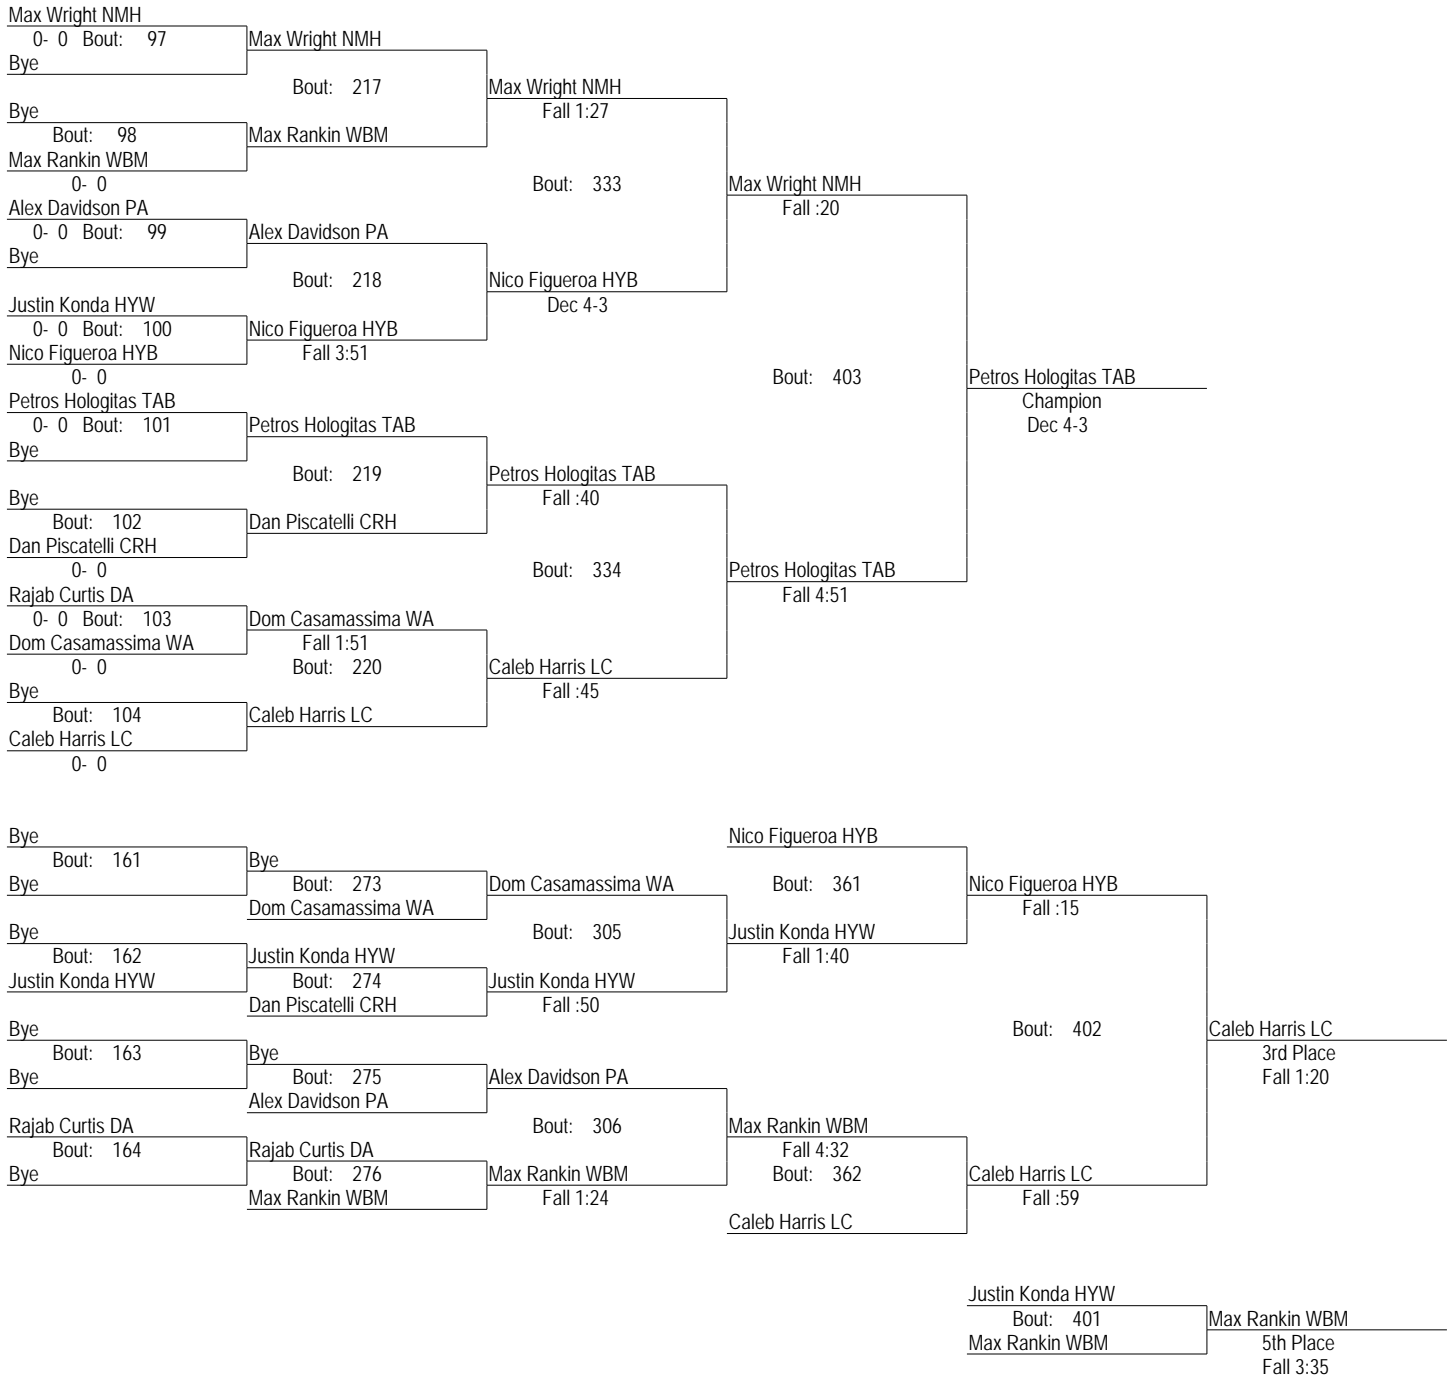 Max Wright NMH
0- 0 Bout: 97 Max Wright NMH
Bye
Bout: 217 Max Wright NMH
Bye Fall 1:27
Bout: 98 Max Rankin WBM
Max Rankin WBM
0- 0 Bout: 333 Max Wright NMH
Alex Davidson PA Fall :20
0- 0 Bout: 99 Alex Davidson PA
Bye
Bout: 218 Nico Figueroa HYB
Justin Konda HYW Dec 4-3
0- 0 Bout: 100 Nico Figueroa HYB
Nico Figueroa HYB Fall 3:51
0- 0 Bout: 403 Petros Hologitas TAB
Petros Hologitas TAB Champion
0- 0 Bout: 101 Petros Hologitas TAB Dec 4-3
Bye
Bout: 219 Petros Hologitas TAB
Bye Fall :40
Bout: 102 Dan Piscatelli CRH
Dan Piscatelli CRH
0- 0 Bout: 334 Petros Hologitas TAB
Rajab Curtis DA Fall 4:51
0- 0 Bout: 103 Dom Casamassima WA
Dom Casamassima WA Fall 1:51
0- 0 Bout: 220 Caleb Harris LC
Bye Fall :45
Bout: 104 Caleb Harris LC
Caleb Harris LC
0- 0
Bye Nico Figueroa HYB
Bout: 161 Bye
Bye Bout: 273 Dom Casamassima WA Bout: 361 Nico Figueroa HYB
Dom Casamassima WA Fall :15
Bye Bout: 305 Justin Konda HYW
Bout: 162 Justin Konda HYW Fall 1:40
Justin Konda HYW Bout: 274 Justin Konda HYW
Dan Piscatelli CRH Fall :50
Bye Bout: 402 Caleb Harris LC
Bout: 163 Bye 3rd Place
Bye Bout: 275 Alex Davidson PA Fall 1:20
Alex Davidson PA
Rajab Curtis DA Bout: 306 Max Rankin WBM
Bout: 164 Rajab Curtis DA Fall 4:32
Bye Bout: 276 Max Rankin WBM Bout: 362 Caleb Harris LC
Max Rankin WBM Fall 1:24 Fall :59
Caleb Harris LC
Justin Konda HYW
Bout: 401 Max Rankin WBM
Max Rankin WBM 5th Place
Fall 3:35